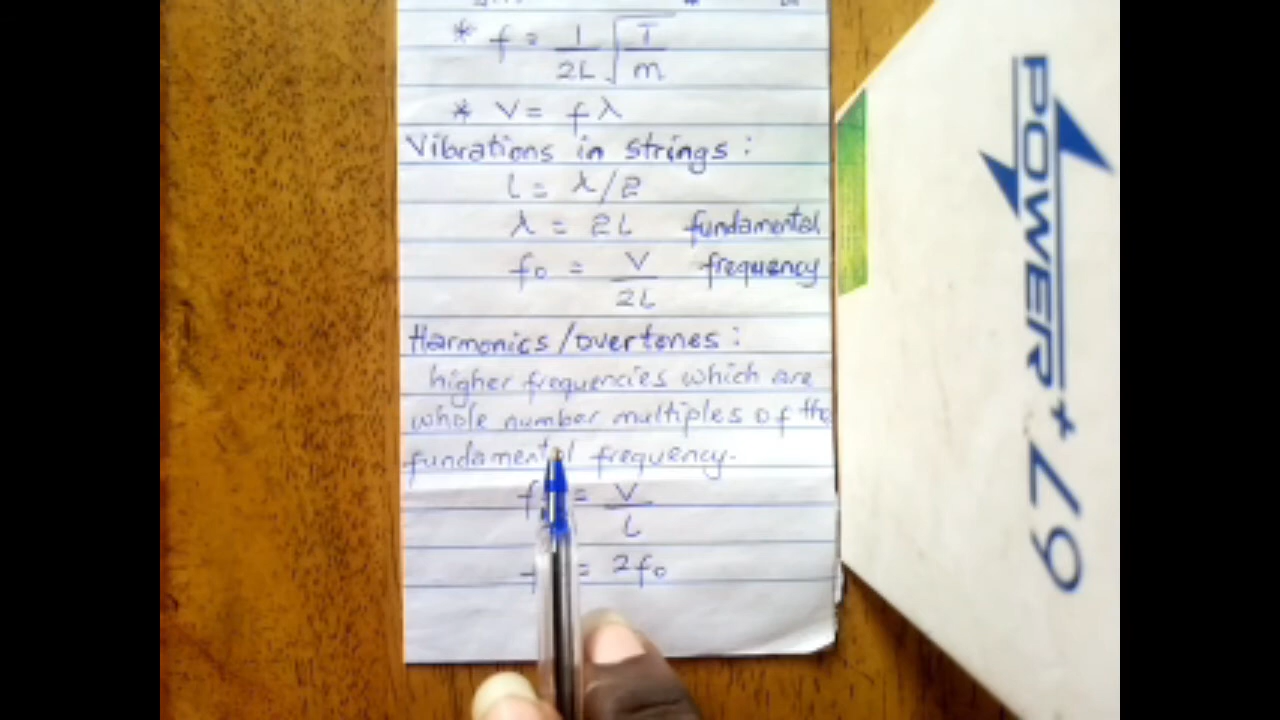 * f = 1/2L √T/m
* V = f λ
Vibrations in strings :
l = λ/2
λ = 2L fundamental
f₀ = V/2L frequency
Harmonics/overtones :
higher frequencies which are
whole number multiples of the
fundamental frequency.
f = V/L
= 2f₀
POWER+ L9